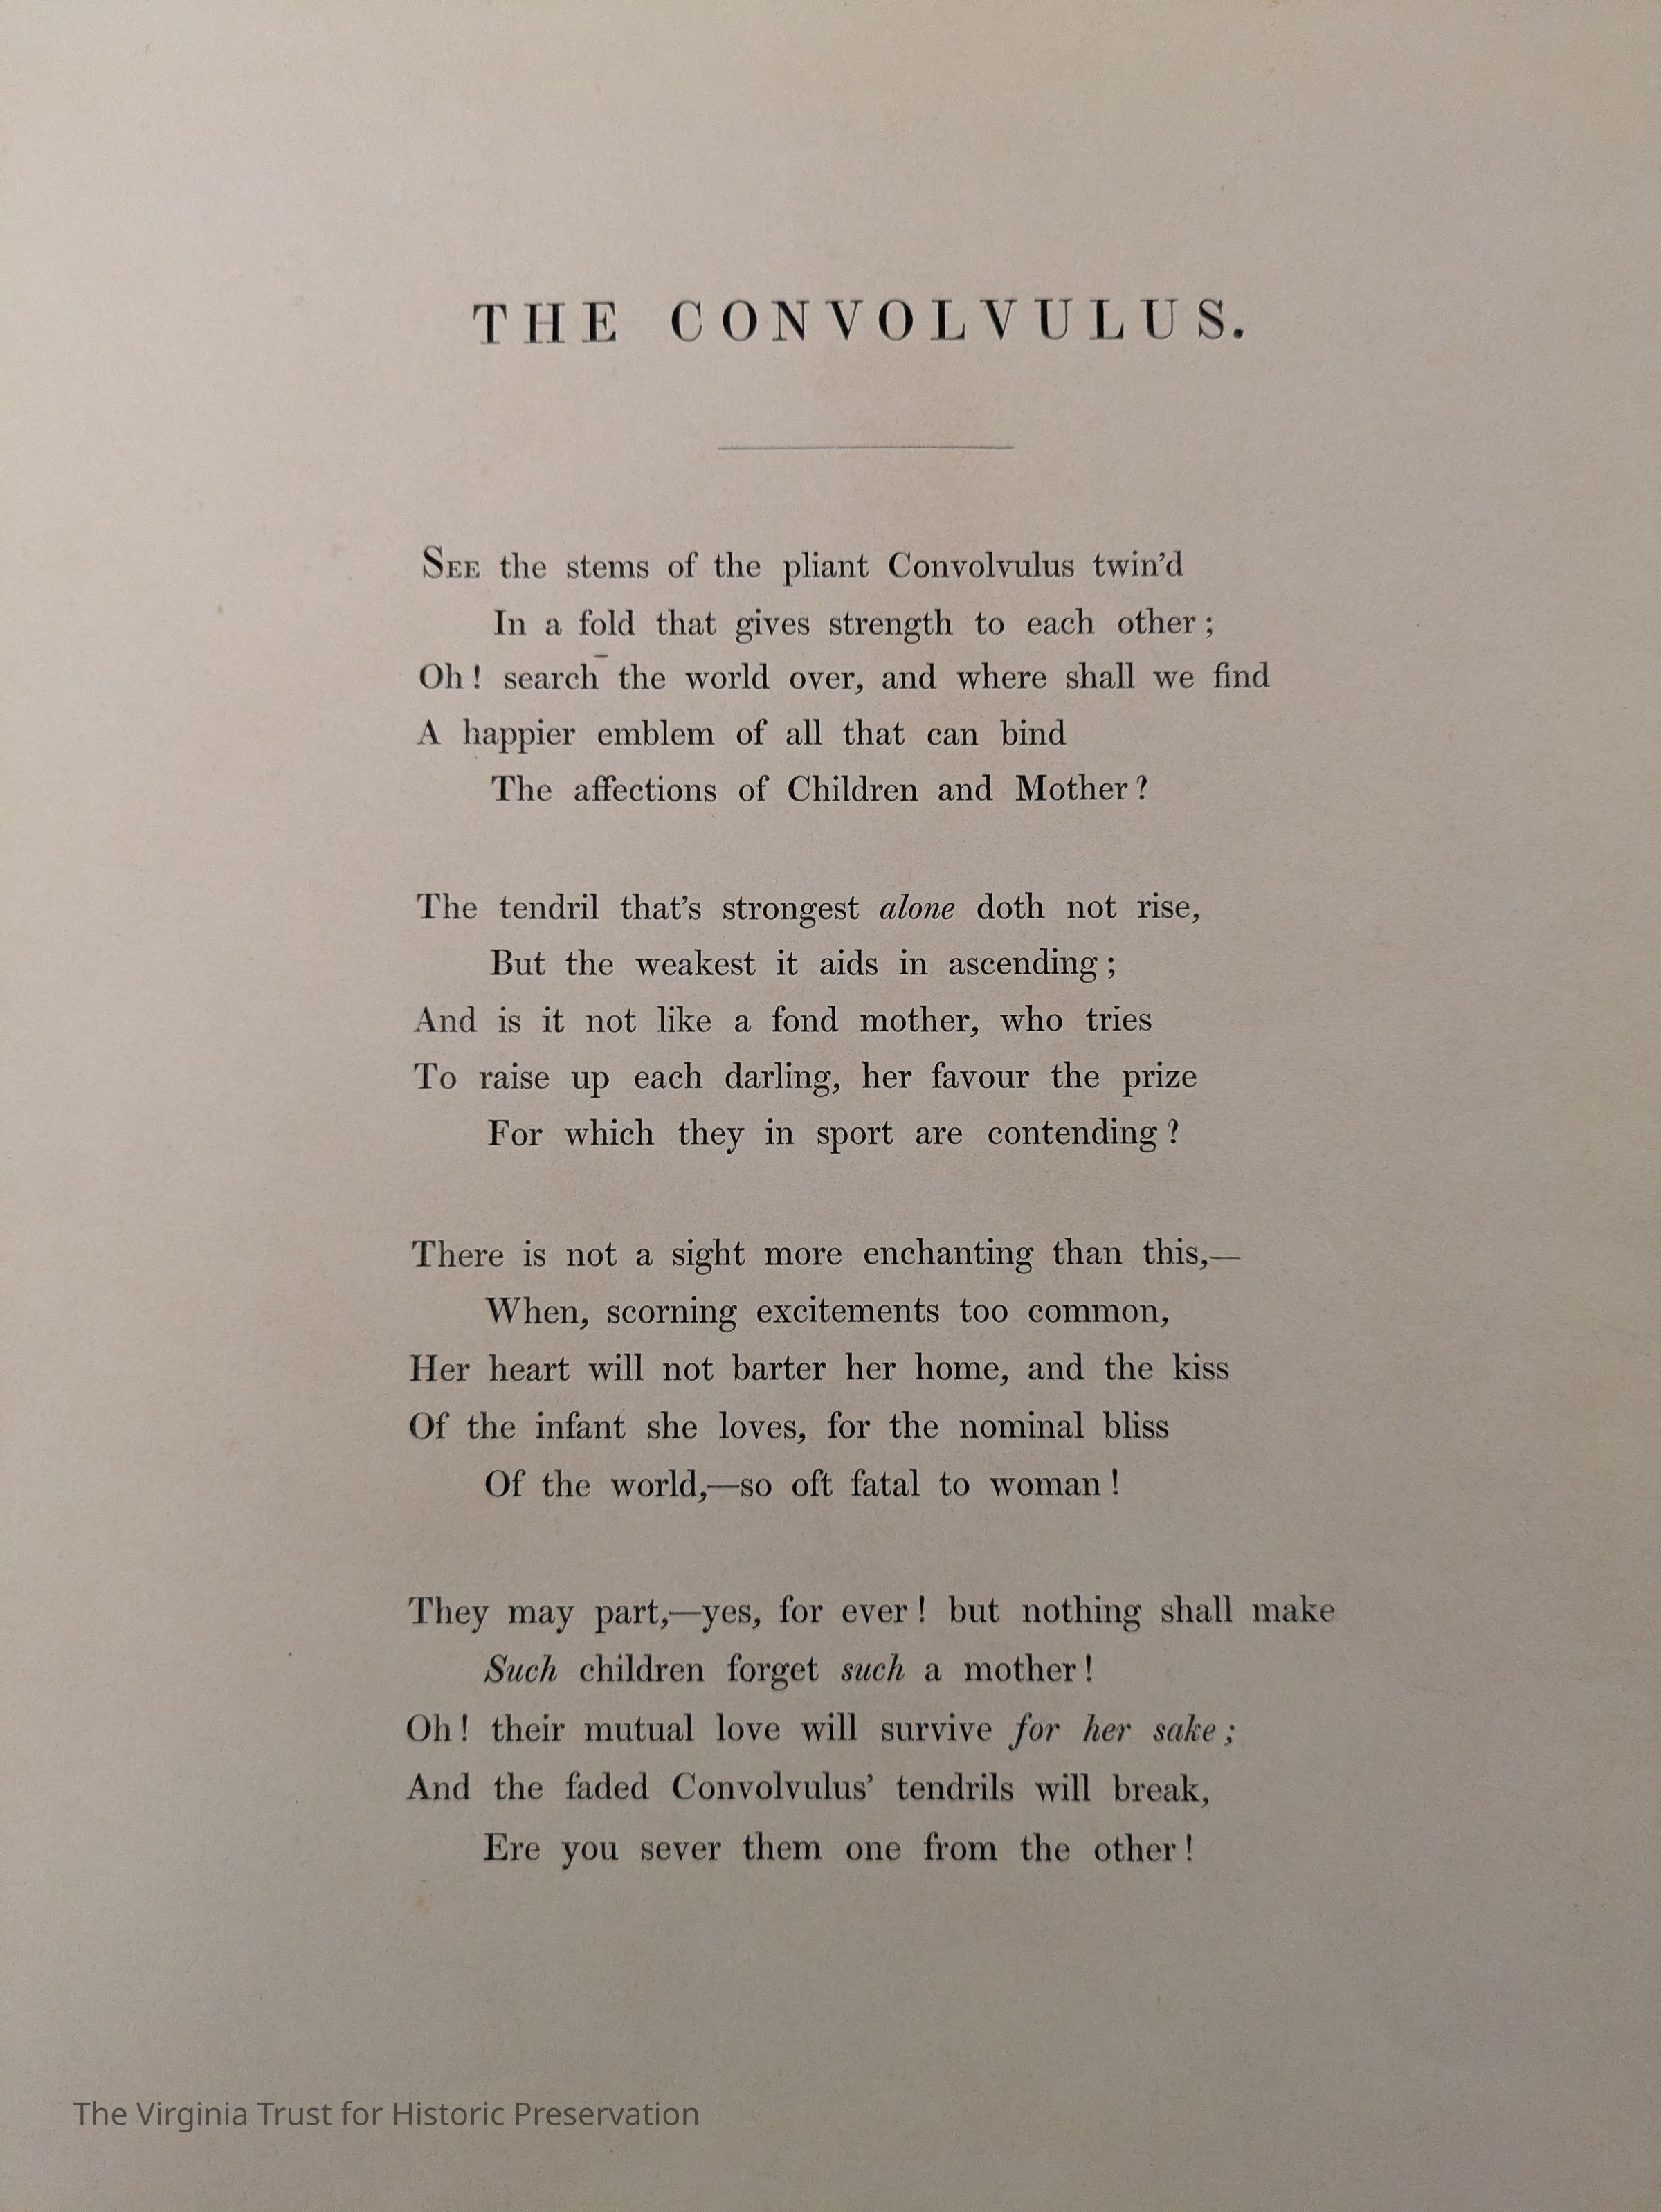 THE CONVOLVULUS.
SEE the stems of the pliant Convolvulus twin’d
In a fold that gives strength to each other;
Oh! search the world over, and where shall we find
A happier emblem of all that can bind
The affections of Children and Mother?
The tendril that’s strongest alone doth not rise,
But the weakest it aids in ascending;
And is it not like a fond mother, who tries
To raise up each darling, her favour the prize
For which they in sport are contending?
There is not a sight more enchanting than this,—
When, scorning excitements too common,
Her heart will not barter her home, and the kiss
Of the infant she loves, for the nominal bliss
Of the world,—so oft fatal to woman!
They may part,—yes, for ever! but nothing shall make
Such children forget such a mother!
Oh! their mutual love will survive for her sake;
And the faded Convolvulus’ tendrils will break,
Ere you sever them one from the other!
The Virginia Trust for Historic Preservation